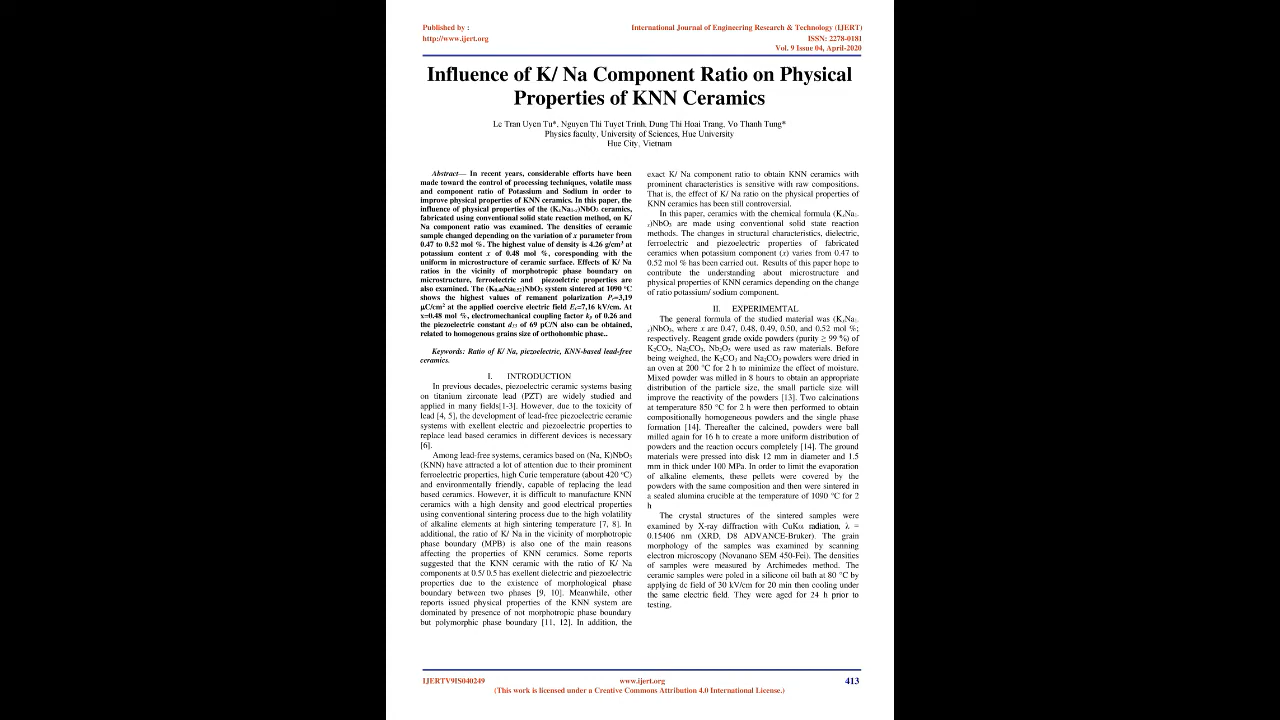 Published by :
http://www.ijert.org
International Journal of Engineering Research & Technology (IJERT)
ISSN: 2278-0181
Vol. 9 Issue 04, April-2020
Influence of K/ Na Component Ratio on Physical
Properties of KNN Ceramics
Le Tran Uyen Tu*, Nguyen Thi Tuyet Trinh, Dung Thi Hoai Trang, Vo Thanh Tung*
Physics faculty, University of Sciences, Hue University
Hue City, Vietnam
Abstract— In recent years, considerable efforts have been
made toward the control of processing techniques, volatile mass
and component ratio of Potassium and Sodium in order to
improve physical properties of KNN ceramics. In this paper, the
influence of physical properties of the (KₓNa₁₋ₓ)NbO₃ ceramics,
fabricated using conventional solid state reaction method, on K/
Na component ratio was examined. The densities of ceramic
sample changed depending on the variation of x parameter from
0.47 to 0.52 mol %. The highest value of density is 4.26 g/cm³ at
potassium content x of 0.48 mol %, coresponding with the
uniform in microstructure of ceramic surface. Effects of K/ Na
ratios in the vicinity of morphotropic phase boundary on
microstructure, ferroelectric and piezoelctric properties are
also examined. The (K₀.₄₈Na₀.₅₂)NbO₃ system sintered at 1090 °C
shows the highest values of remanent polarization Pᵣ=3,19
µC/cm² at the applied coercive electric field E꜀=7,16 kV/cm. At
x=0.48 mol %, electromechanical coupling factor kₚ of 0.26 and
the piezoelectric constant d₃₃ of 69 pC/N also can be obtained,
related to homogenous grains size of orthohombic phase..
Keywords: Ratio of K/ Na, piezoelectric, KNN-based lead-free
ceramics.
I. INTRODUCTION
In previous decades, piezoelectric ceramic systems basing
on titanium zirconate lead (PZT) are widely studied and
applied in many fields[1-3]. However, due to the toxicity of
lead [4, 5], the development of lead-free piezoelectric ceramic
systems with exellent electric and piezoelectric properties to
replace lead based ceramics in different devices is necessary
[6].
Among lead-free systems, ceramics based on (Na, K)NbO₃
(KNN) have attracted a lot of attention due to their prominent
ferroelectric properties, high Curie temperature (about 420 °C)
and environmentally friendly, capable of replacing the lead
based ceramics. However, it is difficult to manufacture KNN
ceramics with a high density and good electrical properties
using conventional sintering process due to the high volatility
of alkaline elements at high sintering temperature [7, 8]. In
additional, the ratio of K/ Na in the vicinity of morphotropic
phase boundary (MPB) is also one of the main reasons
affecting the properties of KNN ceramics. Some reports
suggested that the KNN ceramic with the ratio of K/ Na
components at 0.5/ 0.5 has exellent dielectric and piezoelectric
properties due to the existence of morphological phase
boundary between two phases [9, 10]. Meanwhile, other
reports issued physical properties of the KNN system are
dominated by presence of not morphotropic phase boundary
but polymorphic phase boundary [11, 12]. In addition, the
exact K/ Na component ratio to obtain KNN ceramics with
prominent characteristics is sensitive with raw compositions.
That is, the effect of K/ Na ratio on the physical properties of
KNN ceramics has been still controversial.
In this paper, ceramics with the chemical formula (KₓNa₁₋
ₓ)NbO₃ are made using conventional solid state reaction
methods. The changes in structural characteristics, dielectric,
ferroelectric and piezoelectric properties of fabricated
ceramics when potassium component (x) varies from 0.47 to
0.52 mol % has been carried out. Results of this paper hope to
contribute the understanding about microstructure and
physical properties of KNN ceramics depending on the change
of ratio potassium/ sodium component.
II. EXPERIMEMTAL
The general formula of the studied material was (KₓNa₁₋
ₓ)NbO₃, where x are 0.47, 0.48, 0.49, 0.50, and 0.52 mol %;
respectively. Reagent grade oxide powders (purity ≥ 99 %) of
K₂CO₃, Na₂CO₃, Nb₂O₅ were used as raw materials. Before
being weighed, the K₂CO₃ and Na₂CO₃ powders were dried in
an oven at 200 °C for 2 h to minimize the effect of moisture.
Mixed powder was milled in 8 hours to obtain an appropriate
distribution of the particle size, the small particle size will
improve the reactivity of the powders [13]. Two calcinations
at temperature 850 °C for 2 h were then performed to obtain
compositionally homogeneous powders and the single phase
formation [14]. Thereafter the calcined, powders were ball
milled again for 16 h to create a more uniform distribution of
powders and the reaction occurs completely [14]. The ground
materials were pressed into disk 12 mm in diameter and 1.5
mm in thick under 100 MPa. In order to limit the evaporation
of alkaline elements, these pellets were covered by the
powders with the same composition and then were sintered in
a sealed alumina crucible at the temperature of 1090 °C for 2
h
The crystal structures of the sintered samples were
examined by X-ray diffraction with CuKα radiation, λ =
0.15406 nm (XRD, D8 ADVANCE-Bruker). The grain
morphology of the samples was examined by scanning
electron microscopy (Novanano SEM 450-Fei). The densities
of samples were measured by Archimedes method. The
ceramic samples were poled in a silicone oil bath at 80 °C by
applying dc field of 30 kV/cm for 20 min then cooling under
the same electric field. They were aged for 24 h prior to
testing.
IJERTV9IS040249
www.ijert.org
413
(This work is licensed under a Creative Commons Attribution 4.0 International License.)